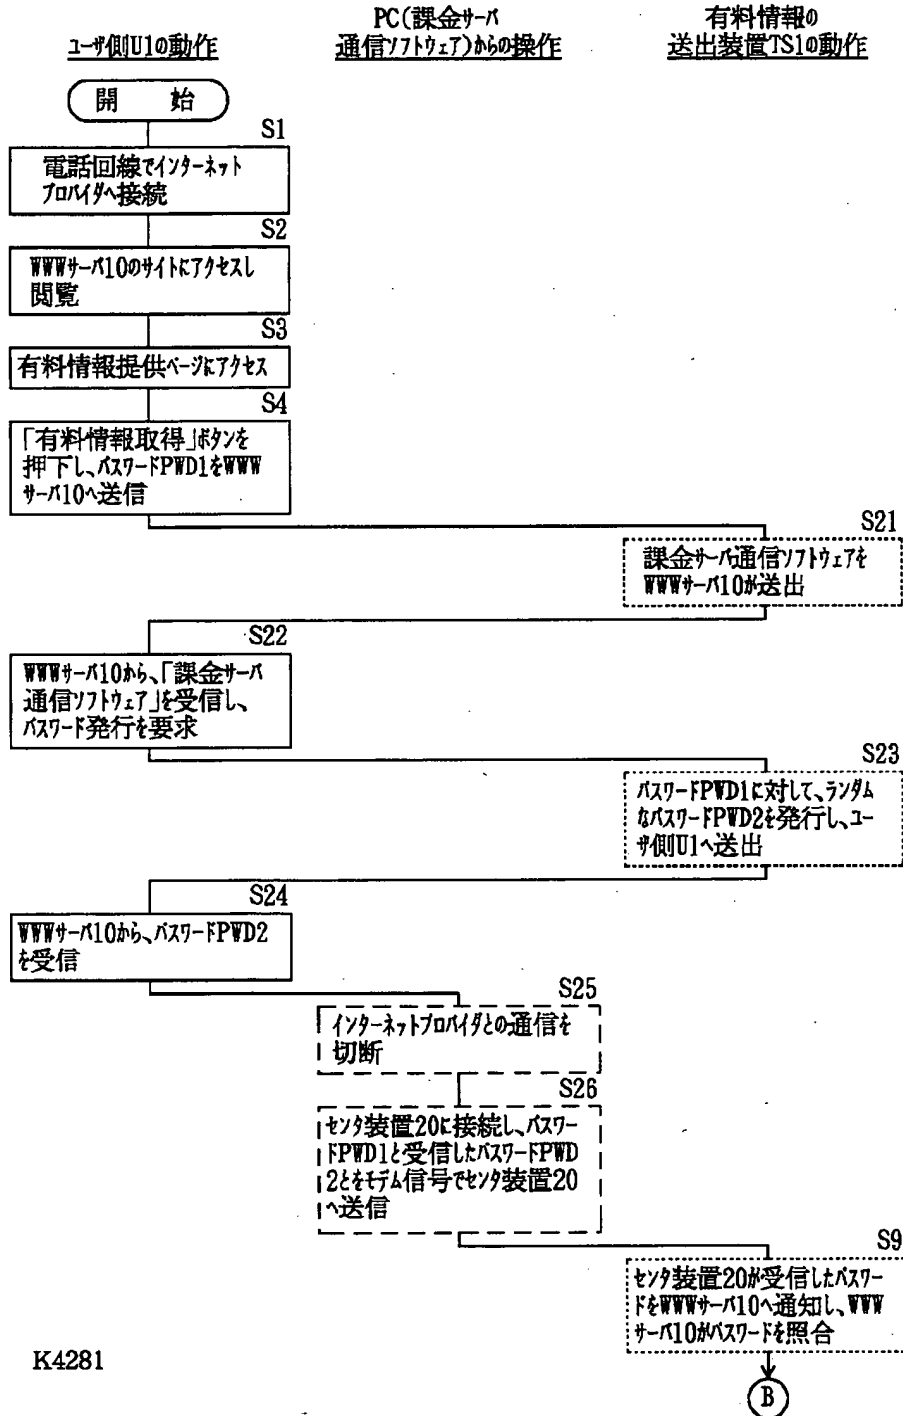 ユーザ側U1の動作
PC(課金サーバ
通信ソフトウェア)からの操作
有料情報の
送出装置TS1の動作
開　始
S1
電話回線でインターネット
プロバイダへ接続
S2
WWWサーバ10のサイトにアクセスし
閲覧
S3
有料情報提供ページにアクセス
S4
「有料情報取得」ボタンを
押下し、パスワードPWD1をWWW
サーバ10へ送信
S21
課金サーバ通信ソフトウェアを
WWWサーバ10が送出
S22
WWWサーバ10から、「課金サーバ
通信ソフトウェア」を受信し、
パスワード発行を要求
S23
パスワードPWD1に対して、ランダム
なパスワードPWD2を発行し、ユー
ザ側U1へ送出
S24
WWWサーバ10から、パスワードPWD2
を受信
S25
インターネットプロバイダとの通信を
切断
S26
センタ装置20に接続し、パスワー
ドPWD1と受信したパスワードPWD
2とをモデム信号でセンタ装置20
へ送信
S9
センタ装置20が受信したパスワー
ドをWWWサーバ10へ通知し、WWW
サーバ10がパスワードを照合
K4281
B